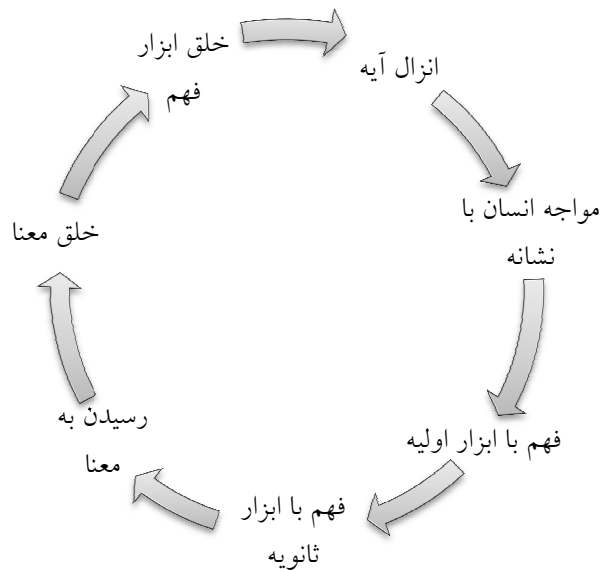 خلق ابزار
فهم
انزال آیه
مواجه انسان با
نشانه
فهم با ابزار اولیه
فهم با ابزار
ثانویه
رسیدن به
معنا
خلق معنا